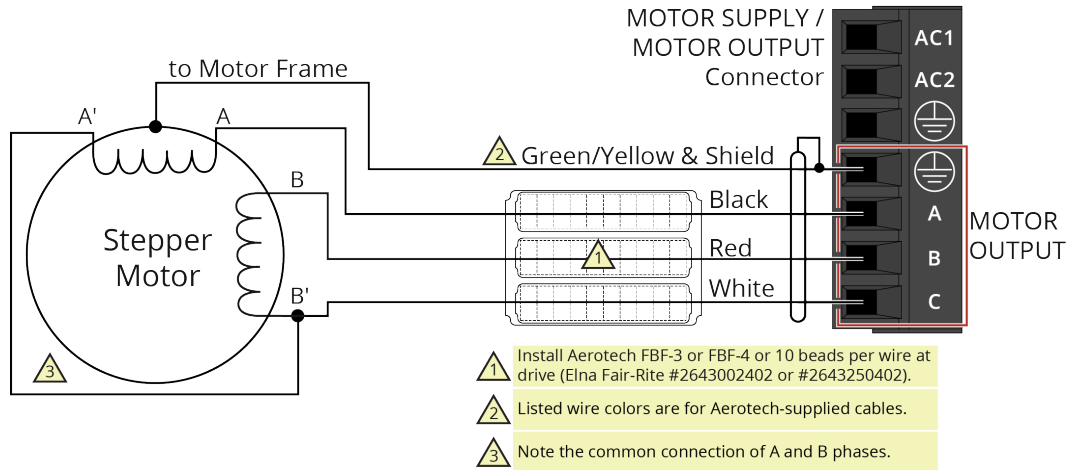 MOTOR SUPPLY /
MOTOR OUTPUT
Connector
AC1
AC2
to Motor Frame
A'
A
2
Green/Yellow & Shield
B
Black
A
MOTOR
OUTPUT
Stepper
Motor
Red
1
B
B'
White
C
3
1
Install Aerotech FBF-3 or FBF-4 or 10 beads per wire at
drive (Elna Fair-Rite #2643002402 or #2643250402).
2
Listed wire colors are for Aerotech-supplied cables.
3
Note the common connection of A and B phases.